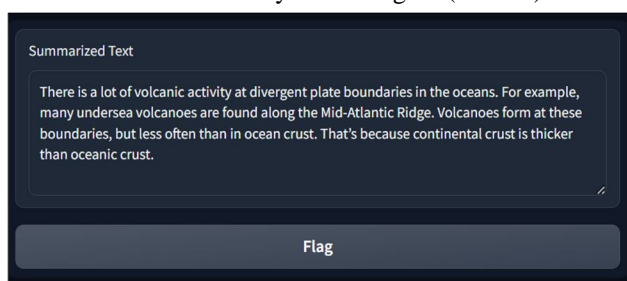 Summarized Text
There is a lot of volcanic activity at divergent plate boundaries in the oceans. For example,
many undersea volcanoes are found along the Mid-Atlantic Ridge. Volcanoes form at these
boundaries, but less often than in ocean crust. That’s because continental crust is thicker
than oceanic crust.
Flag